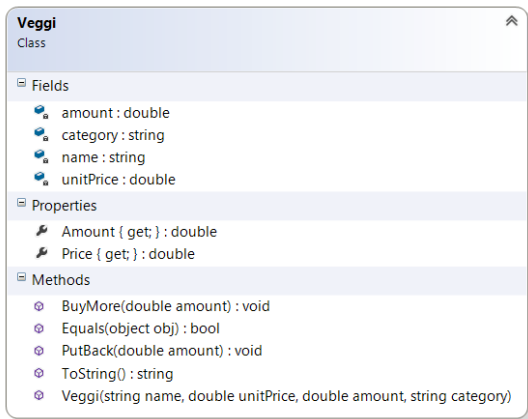 Veggi
Class
Fields
amount : double
category : string
name : string
unitPrice : double
Properties
Amount { get; } : double
Price { get; } : double
Methods
BuyMore(double amount) : void
Equals(object obj) : bool
PutBack(double amount) : void
ToString() : string
Veggi(string name, double unitPrice, double amount, string category)